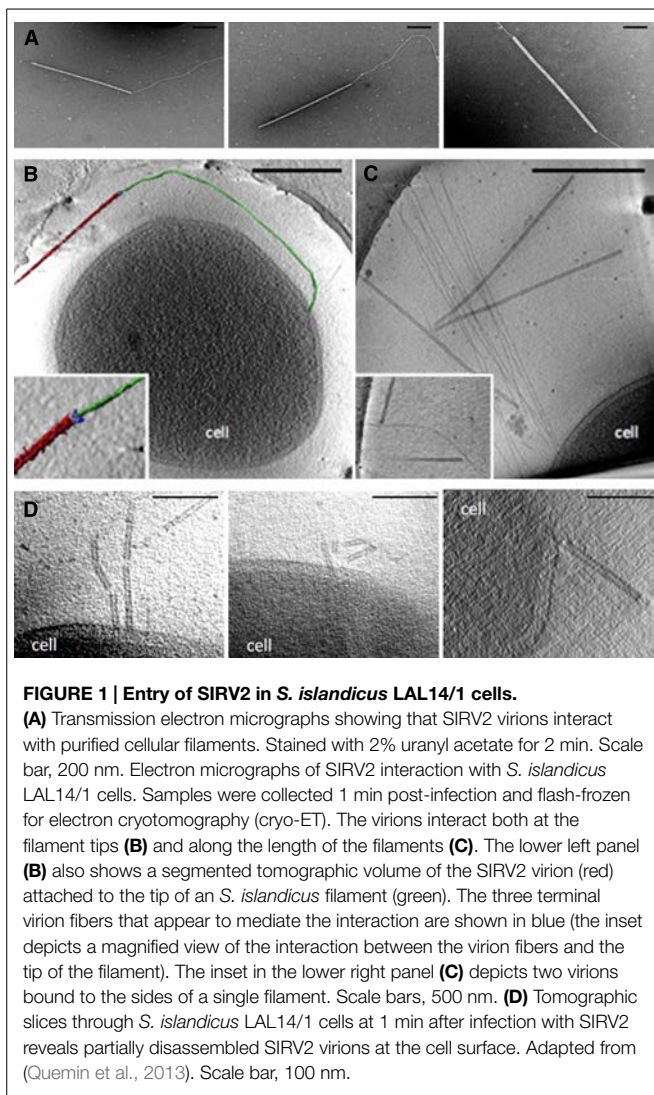 A
B
cell
C
cell
D
cell
cell
cell
FIGURE 1 | Entry of SIRV2 in S. islandicus LAL14/1 cells.
(A) Transmission electron micrographs showing that SIRV2 virions interact
with purified cellular filaments. Stained with 2% uranyl acetate for 2 min. Scale
bar, 200 nm. Electron micrographs of SIRV2 interaction with S. islandicus
LAL14/1 cells. Samples were collected 1 min post-infection and flash-frozen
for electron cryotomography (cryo-ET). The virions interact both at the
filament tips (B) and along the length of the filaments (C). The lower left panel
(B) also shows a segmented tomographic volume of the SIRV2 virion (red)
attached to the tip of an S. islandicus filament (green). The three terminal
virion fibers that appear to mediate the interaction are shown in blue (the inset
depicts a magnified view of the interaction between the virion fibers and the
tip of the filament). The inset in the lower right panel (C) depicts two virions
bound to the sides of a single filament. Scale bars, 500 nm. (D) Tomographic
slices through S. islandicus LAL14/1 cells at 1 min after infection with SIRV2
reveals partially disassembled SIRV2 virions at the cell surface. Adapted from
(Quemin et al., 2013). Scale bar, 100 nm.